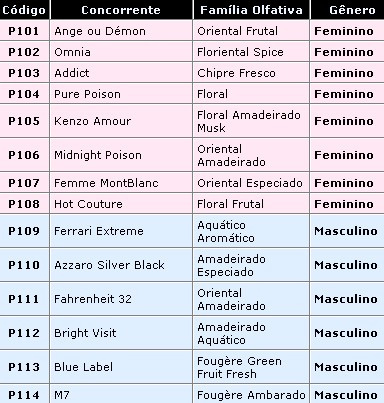 Código Concorrente Família Olfativa Gênero
P101 Ange ou Démon Oriental Frutal Feminino
P102 Omnia Floriental Spice Feminino
P103 Addict Chipre Fresco Feminino
P104 Pure Poison Floral Feminino
P105 Kenzo Amour Floral Amadeirado Feminino
Musk
P106 Midnight Poison Oriental Feminino
Amadeirado
P107 Femme MontBlanc Oriental Especiado Feminino
P108 Hot Couture Floral Frutal Feminino
P109 Ferrari Extreme Aquático Masculino
Aromático
P110 Azzaro Silver Black Amadeirado Masculino
Especiado
P111 Fahrenheit 32 Oriental Masculino
Amadeirado
P112 Bright Visit Amadeirado Masculino
Aquático
P113 Blue Label Fougère Green Masculino
Fruit Fresh
P114 M7 Fougère Ambarado Masculino